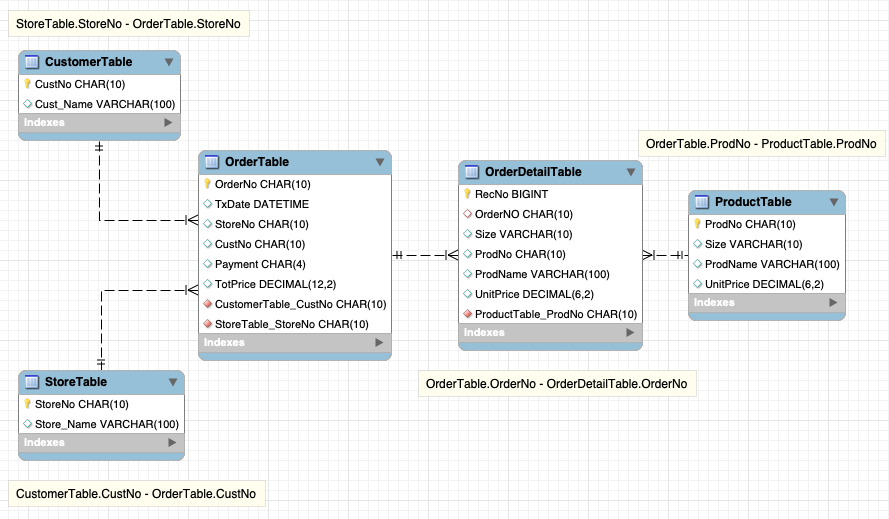 StoreTable.StoreNo - OrderTable.StoreNo
CustomerTable
CustNo CHAR(10)
Cust_Name VARCHAR(100)
Indexes
OrderTable
OrderNo CHAR(10)
TxDate DATETIME
StoreNo CHAR(10)
CustNo CHAR(10)
Payment CHAR(4)
TotPrice DECIMAL(12,2)
CustomerTable_CustNo CHAR(10)
StoreTable_StoreNo CHAR(10)
Indexes
OrderDetailTable
RecNo BIGINT
OrderNO CHAR(10)
Size VARCHAR(10)
ProdNo CHAR(10)
ProdName VARCHAR(100)
UnitPrice DECIMAL(6,2)
ProductTable_ProdNo CHAR(10)
Indexes
OrderTable.ProdNo - ProductTable.ProdNo
ProductTable
ProdNo CHAR(10)
Size VARCHAR(10)
ProdName VARCHAR(100)
UnitPrice DECIMAL(6,2)
Indexes
OrderTable.OrderNo - OrderDetailTable.OrderNo
StoreTable
StoreNo CHAR(10)
Store_Name VARCHAR(100)
Indexes
CustomerTable.CustNo - OrderTable.CustNo